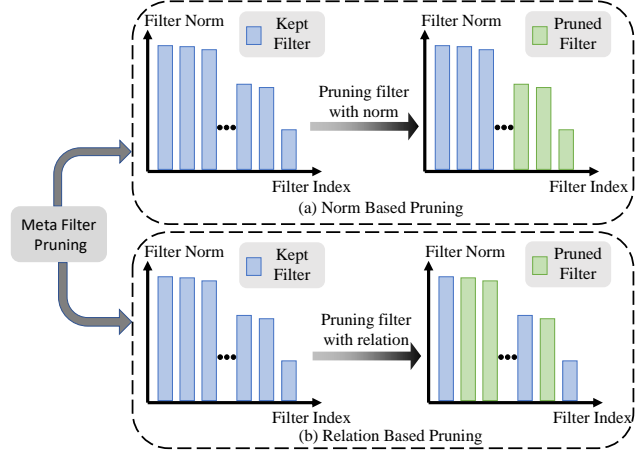 Filter Norm
Kept
Filter
Filter Norm
Pruned
Filter
Pruning filter
with norm
Filter Index
Filter Index
(a) Norm Based Pruning
Meta Filter
Pruning
Filter Norm
Kept
Filter
Filter Norm
Pruned
Filter
Pruning filter
with relation
Filter Index
Filter Index
(b) Relation Based Pruning